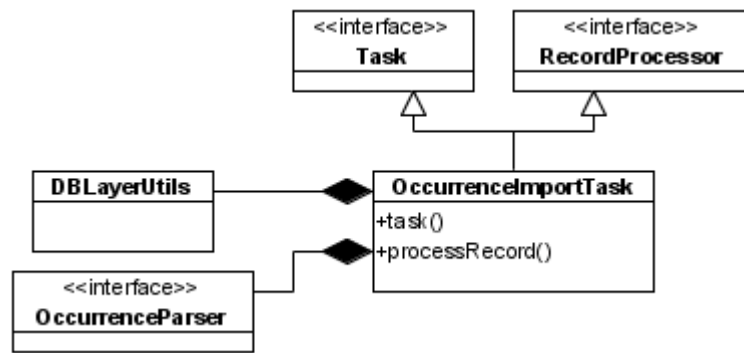 <<interface>>
Task
<<interface>>
RecordProcessor
DBLayerUtils
OccurrenceImportTask
+task()
+processRecord()
<<interface>>
OccurrenceParser